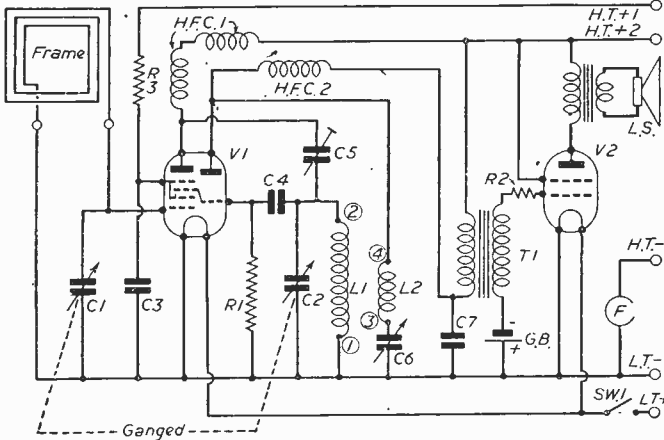 H.F.C.1
H.T.+1
H.T.+2
Frame
R3
H.F.C.2
L.S.
V1
C5
V2
C4
R2
②
④
T1
H.T.-
C1
C3
R1
C2
L1
L2
C7
F
①
③
C6
-
+
G.B.
L.T.-
SW.1
LT+
Ganged